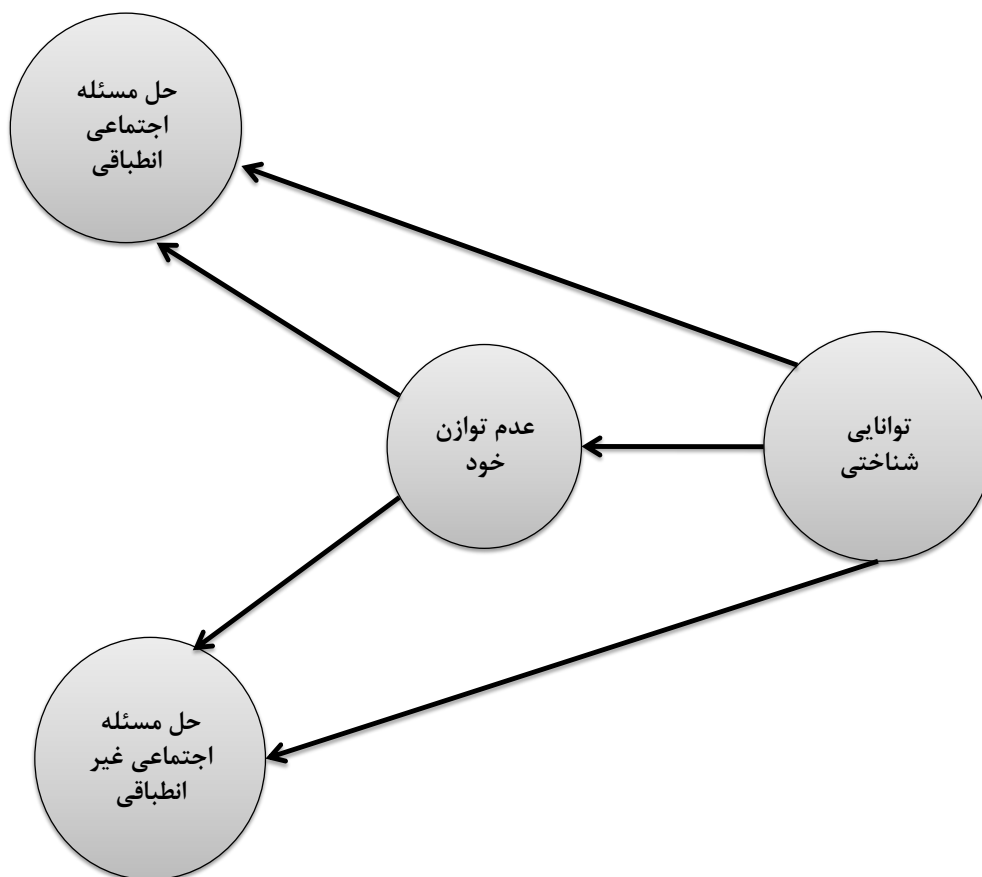 حل مسئله
اجتماعی
انطباقی
توانایی
شناختی
عدم توازن
خود
حل مسئله
اجتماعی غیر
انطباقی